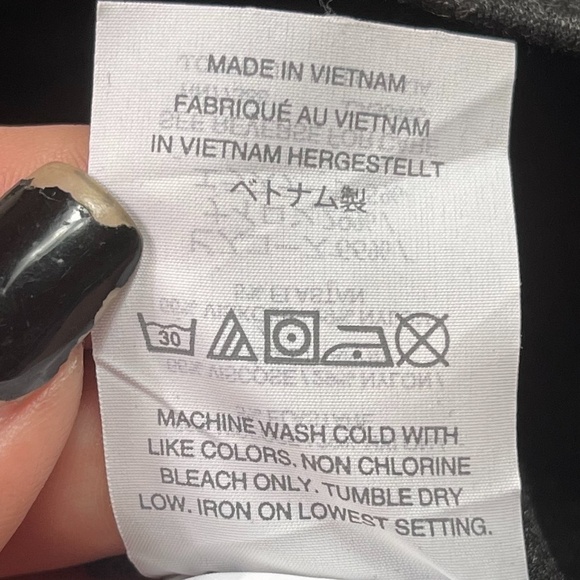 MADE IN VIETNAM
FABRIQUÉ AU VIETNAM
IN VIETNAM HERGESTELLT
ベトナム製
30
MACHINE WASH COLD WITH
LIKE COLORS. NON CHLORINE
BLEACH ONLY. TUMBLE DRY
LOW. IRON ON LOWEST SETTING.